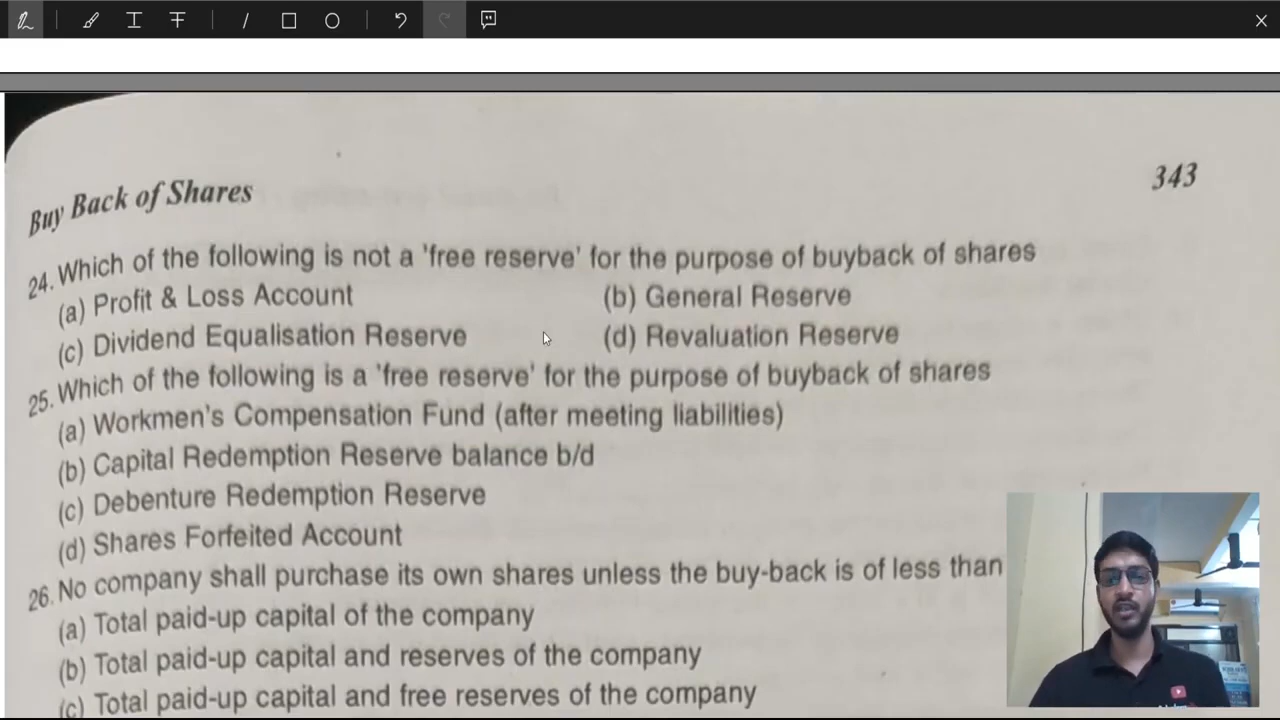 Buy Back of Shares
343
24. Which of the following is not a 'free reserve' for the purpose of buyback of shares
(a) Profit & Loss Account (b) General Reserve
(c) Dividend Equalisation Reserve (d) Revaluation Reserve
25. Which of the following is a 'free reserve' for the purpose of buyback of shares
(a) Workmen's Compensation Fund (after meeting liabilities)
(b) Capital Redemption Reserve balance b/d
(c) Debenture Redemption Reserve
(d) Shares Forfeited Account
26. No company shall purchase its own shares unless the buy-back is of less than
(a) Total paid-up capital of the company
(b) Total paid-up capital and reserves of the company
(c) Total paid-up capital and free reserves of the company